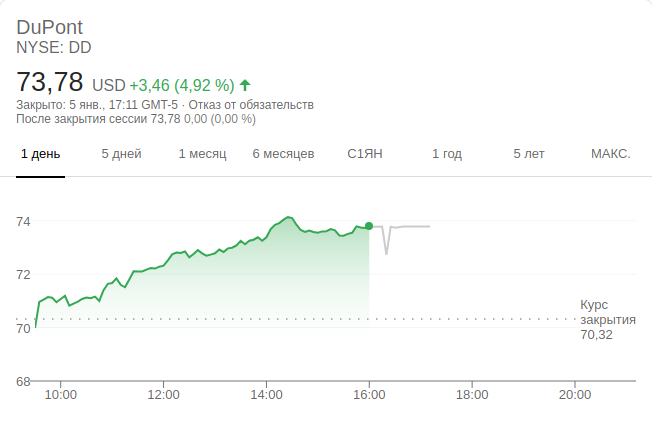 DuPont
NYSE: DD
73,78 USD +3,46 (4,92 %)
Закрыто: 5 янв., 17:11 GMT-5 · Отказ от обязательств
После закрытия сессии 73,78 0,00 (0,00 %)
1 день 5 дней 1 месяц 6 месяцев С1ЯН 1 год 5 лет МАКС.
74
72
70
68
Курс
закрытия
70,32
10:00 12:00 14:00 16:00 18:00 20:00